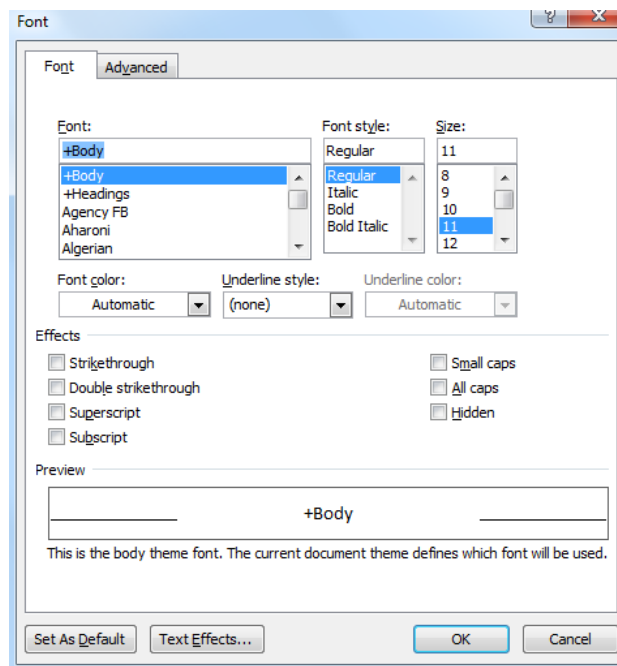 Font
Font Advanced
Font: Font style: Size:
+Body Regular 11
+Body Regular 8
+Headings Italic 9
Agency FB Bold 10
Aharoni Bold Italic 11
Algerian 12
Font color: Underline style: Underline color:
Automatic (none) Automatic
Effects
Strikethrough Small caps
Double strikethrough All caps
Superscript Hidden
Subscript
Preview
+Body
This is the body theme font. The current document theme defines which font will be used.
Set As Default Text Effects... OK Cancel